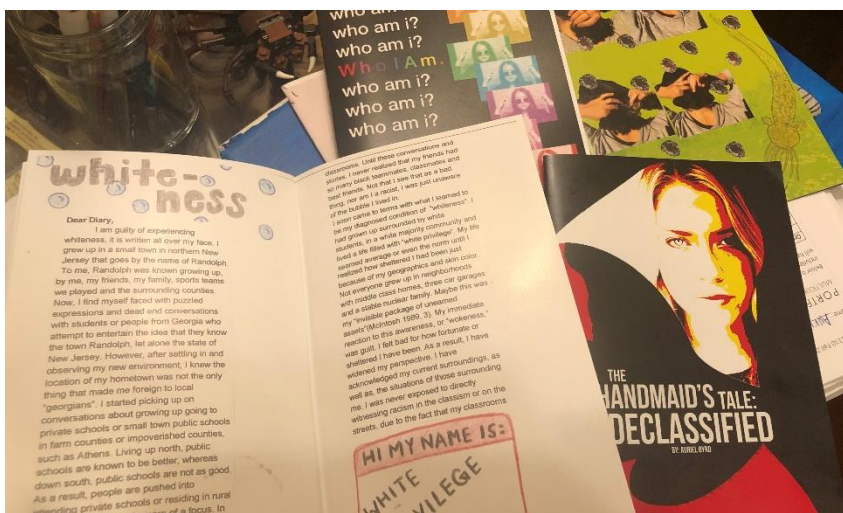 who am i?
who am i?
who am i?
Who I Am.
who am i?
who am i?
who am i?
white-
ness
Dear Diary,
I am guilty of experiencing
whiteness, it is written all over my face. I
grew up in a small town in northern New
Jersey that goes by the name of Randolph.
To me, Randolph was known growing up,
by me, my friends, my family, sports teams
we played and the surrounding counties.
Now, I find myself faced with puzzled
expressions and dead end conversations
with students or people from Georgia who
attempt to entertain the idea that they know
the town Randolph, let alone the state of
New Jersey. However, after settling in and
observing my new environment, I knew the
location of my hometown was not the only
thing that made me foreign to local
"georgians". I started picking up on
conversations about growing up going to
private schools or small town public schools
in farm counties or impoverished counties,
such as Athens. Living up north, public
schools are known to be better, whereas
down south, public schools are not as good.
As a result, people are pushed into
attending private schools or residing in rural
of a focus. In
classrooms. Until these conversations and
stories, I never realized that my friends had
so many black teammates, classmates and
best friends. Not that I see that as a bad
thing, nor am I a racist, I was just unaware
of the bubble I lived in.
I soon came to terms with what I learned to
be my diagnosed condition of "whiteness". I
had grown up surrounded by white
students, in a white majority community and
lived a life filled with "white privilege". My life
seemed average or even the norm until I
realized how sheltered I had been just
because of my geographics and skin color.
Not everyone grew up in neighborhoods
with middle class homes, three car garages
and a stable nuclear family. Maybe this was
my "invisible package of unearned
assets"(McIntosh 1989, 3). My immediate
reaction to this awareness, or "wokeness,"
was guilt. I felt bad for how fortunate or
sheltered I have been. As a result, I have
widened my perspective. I have
acknowledged my current surroundings, as
well as, the situations of those surrounding
me. I was never exposed to directly
witnessing racism in the classism or on the
streets, due to the fact that my classrooms
HI MY NAME IS:
WHITE
VILEGE
THE
HANDMAID'S TALE:
DECLASSIFIED
BY: AURIEL BYRD